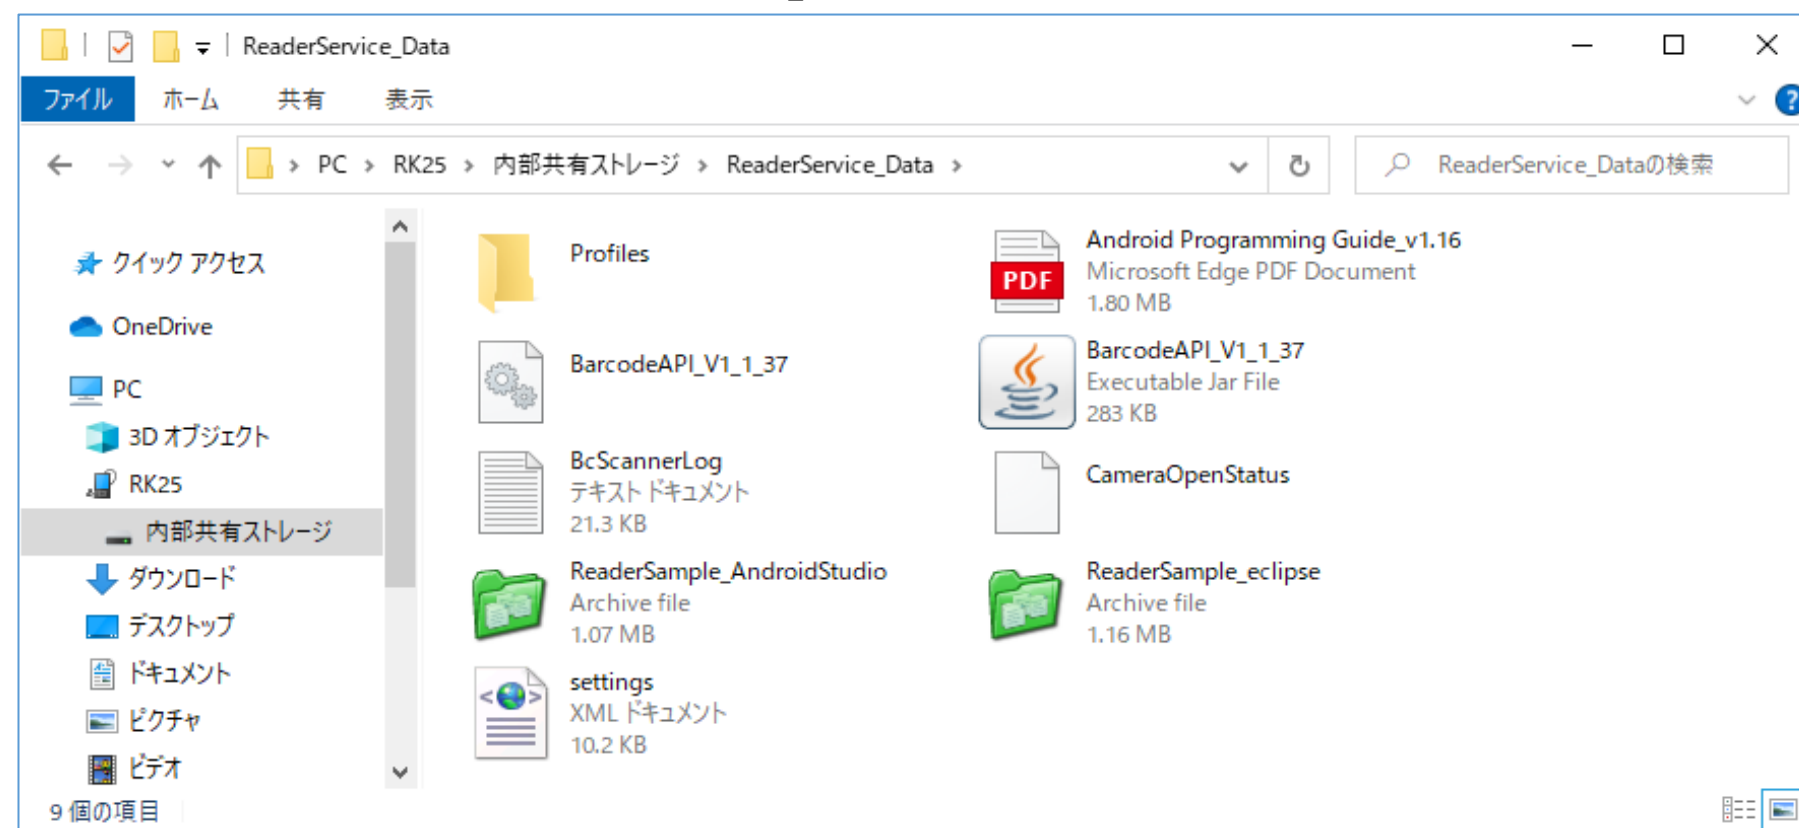 ReaderService_Data
ファイル ホーム 共有 表示
PC › RK25 › 内部共有ストレージ › ReaderService_Data ›
ReaderService_Dataの検索
クイック アクセス
OneDrive
PC
3D オブジェクト
RK25
内部共有ストレージ
ダウンロード
デスクトップ
ドキュメント
ピクチャ
ビデオ
Profiles
PDF
Android Programming Guide_v1.16
Microsoft Edge PDF Document
1.80 MB
BarcodeAPI_V1_1_37
BarcodeAPI_V1_1_37
Executable Jar File
283 KB
BcScannerLog
テキスト ドキュメント
21.3 KB
CameraOpenStatus
ReaderSample_AndroidStudio
Archive file
1.07 MB
ReaderSample_eclipse
Archive file
1.16 MB
settings
XML ドキュメント
10.2 KB
9 個の項目